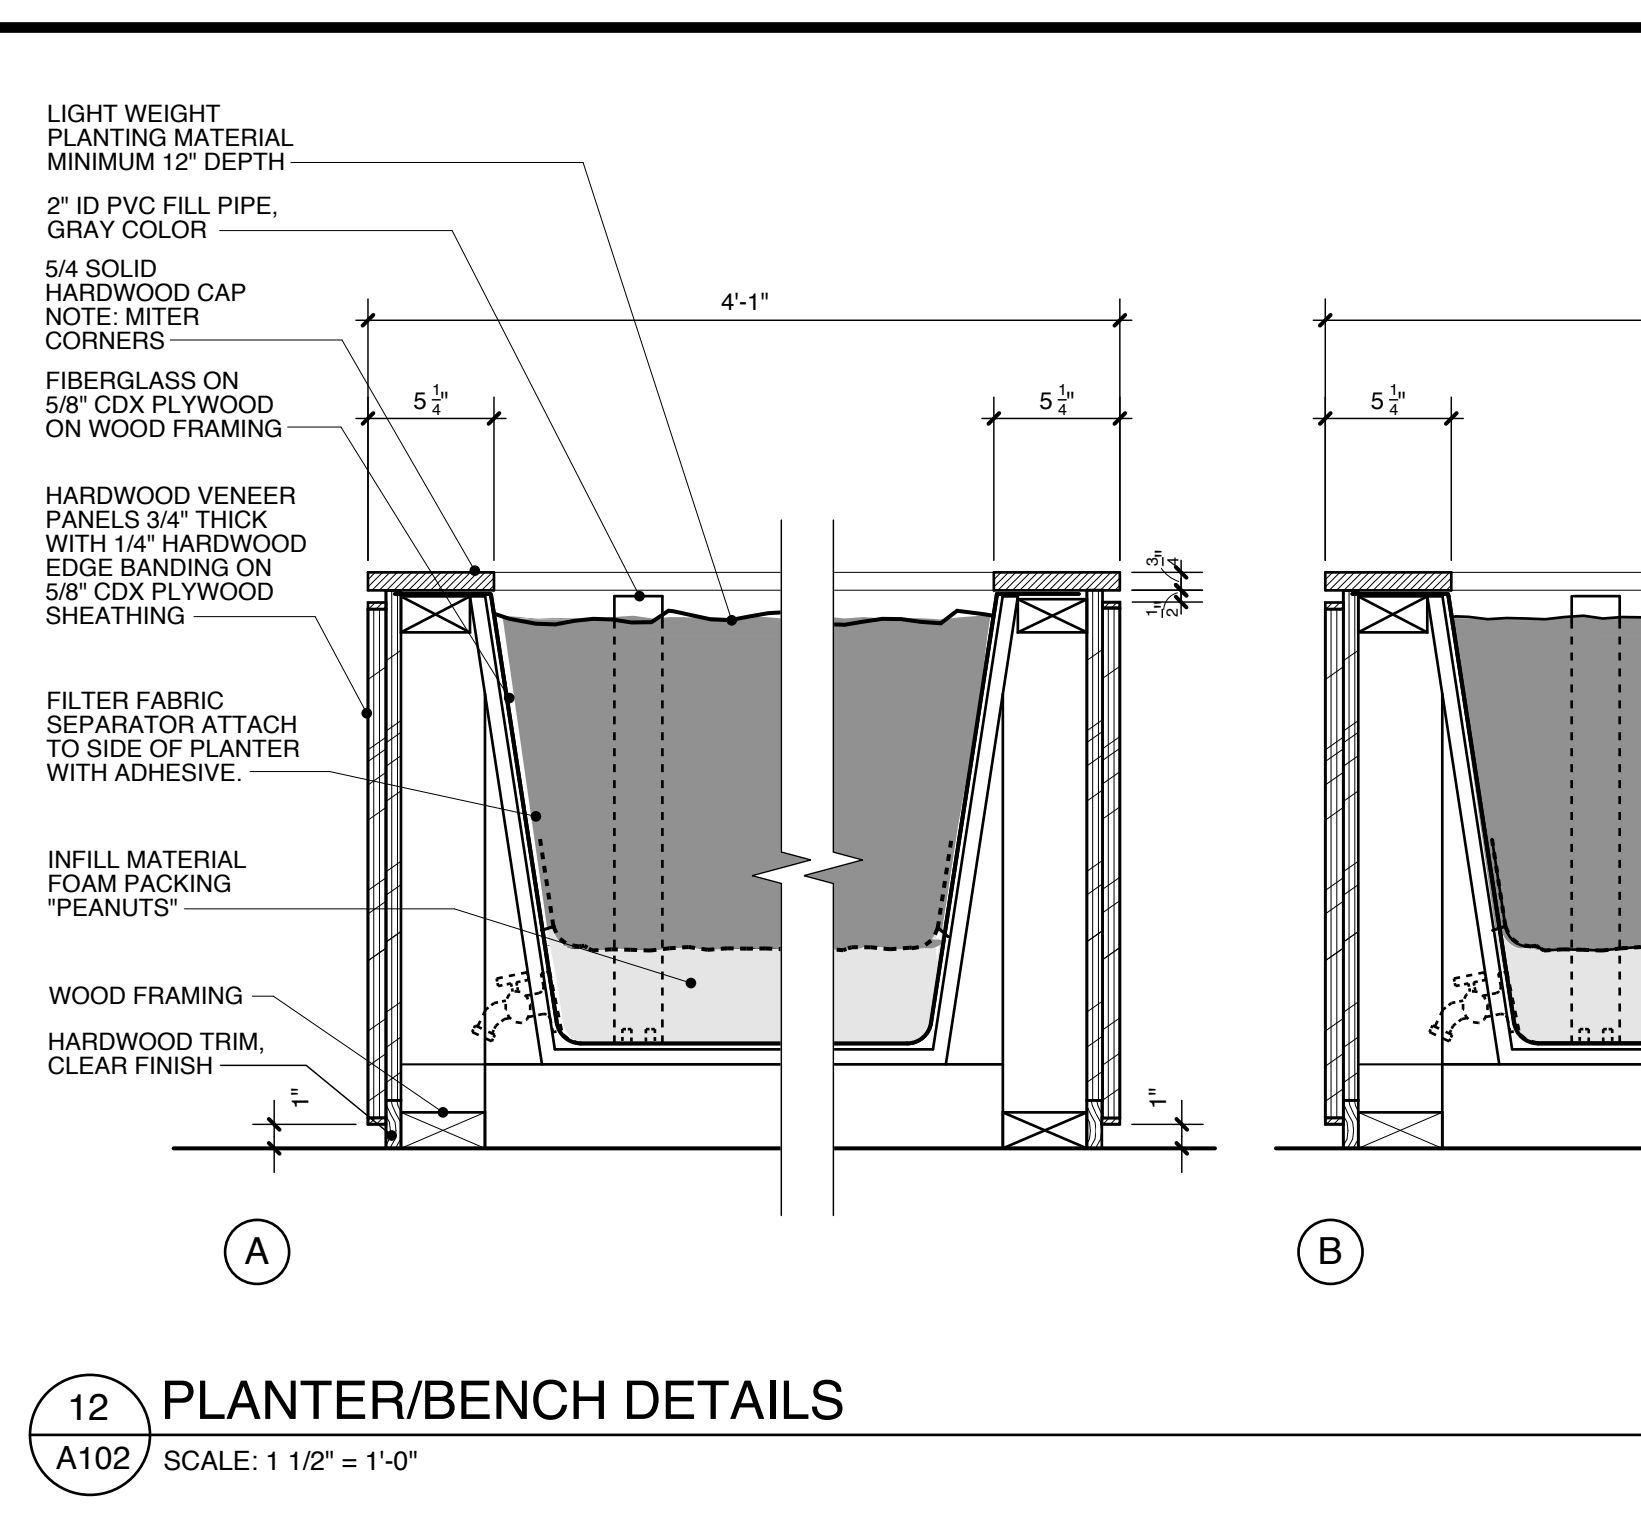 LIGHT WEIGHT
PLANTING MATERIAL
MINIMUM 12" DEPTH
2" ID PVC FILL PIPE,
GRAY COLOR
5/4 SOLID
HARDWOOD CAP
NOTE: MITER
CORNERS
FIBERGLASS ON
5/8" CDX PLYWOOD
ON WOOD FRAMING
HARDWOOD VENEER
PANELS 3/4" THICK
WITH 1/4" HARDWOOD
EDGE BANDING ON
5/8" CDX PLYWOOD
SHEATHING
FILTER FABRIC
SEPARATOR ATTACH
TO SIDE OF PLANTER
WITH ADHESIVE.
INFILL MATERIAL
FOAM PACKING
"PEANUTS"
WOOD FRAMING
HARDWOOD TRIM,
CLEAR FINISH
4'-1"
5 1/4"
5 1/4"
5 1/4"
3/4"
1/2"
1"
1"
A
B
12
A102
PLANTER/BENCH DETAILS
SCALE: 1 1/2" = 1'-0"